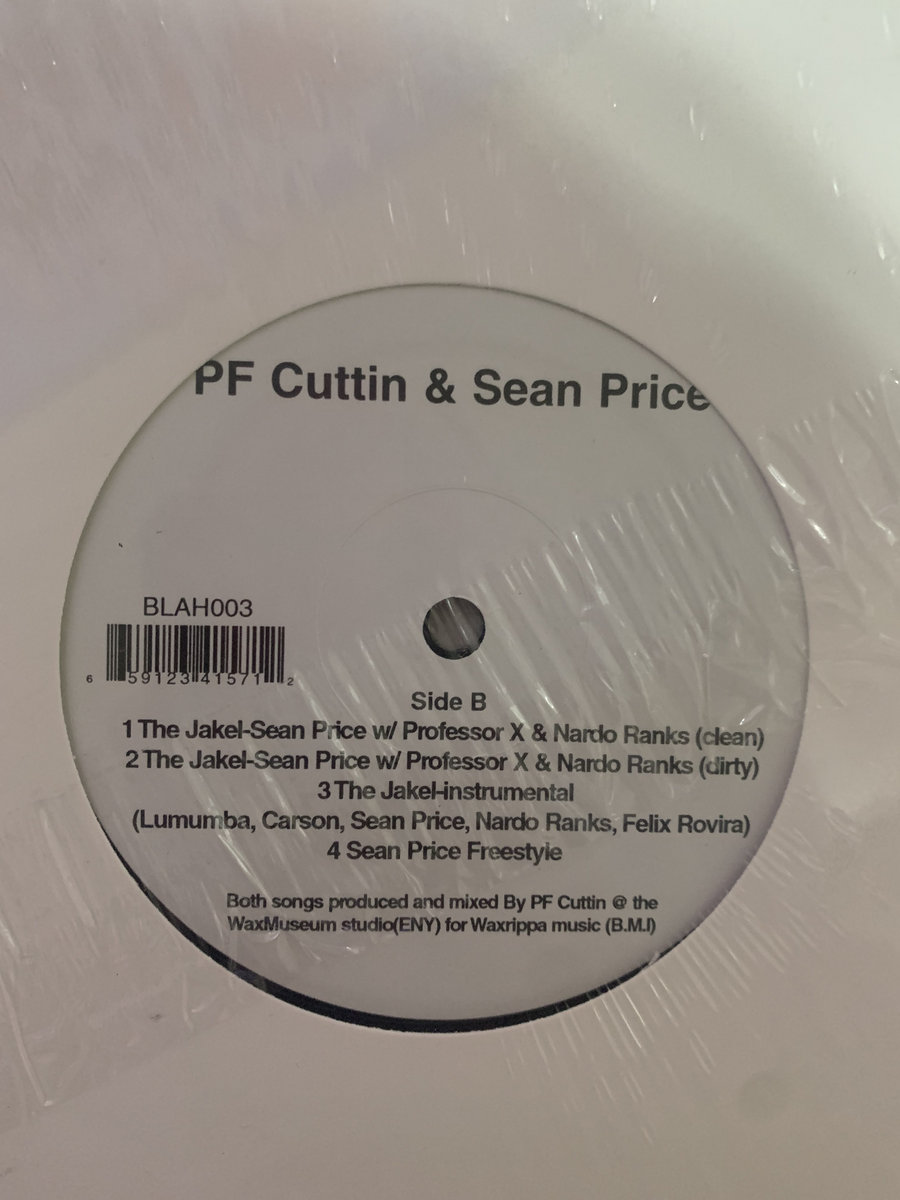 PF Cuttin & Sean Price
BLAH003
6 59123 41571 2
Side B
1 The Jakel-Sean Price w/ Professor X & Nardo Ranks (clean)
2 The Jakel-Sean Price w/ Professor X & Nardo Ranks (dirty)
3 The Jakel-instrumental
(Lumumba, Carson, Sean Price, Nardo Ranks, Felix Rovira)
4 Sean Price Freestyle
Both songs produced and mixed By PF Cuttin @ the
WaxMuseum studio(ENY) for Waxrippa music (B.M.I)